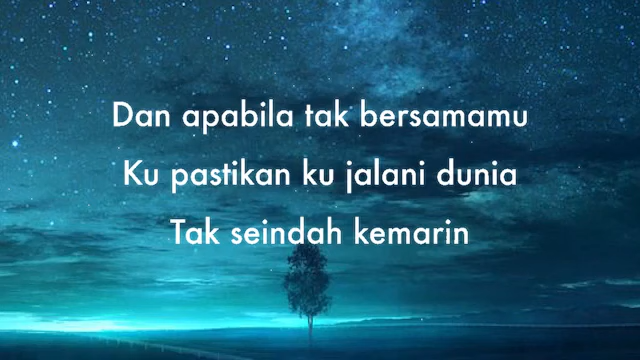 Dan apabila tak bersamamu
Ku pastikan ku jalani dunia
Tak seindah kemarin